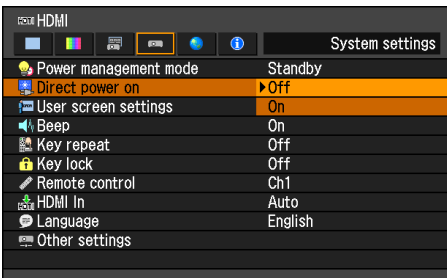 HDMI
System settings
Power management mode Standby
Direct power on Off
User screen settings On
Beep On
Key repeat Off
Key lock Off
Remote control Ch1
HDMI In Auto
Language English
Other settings